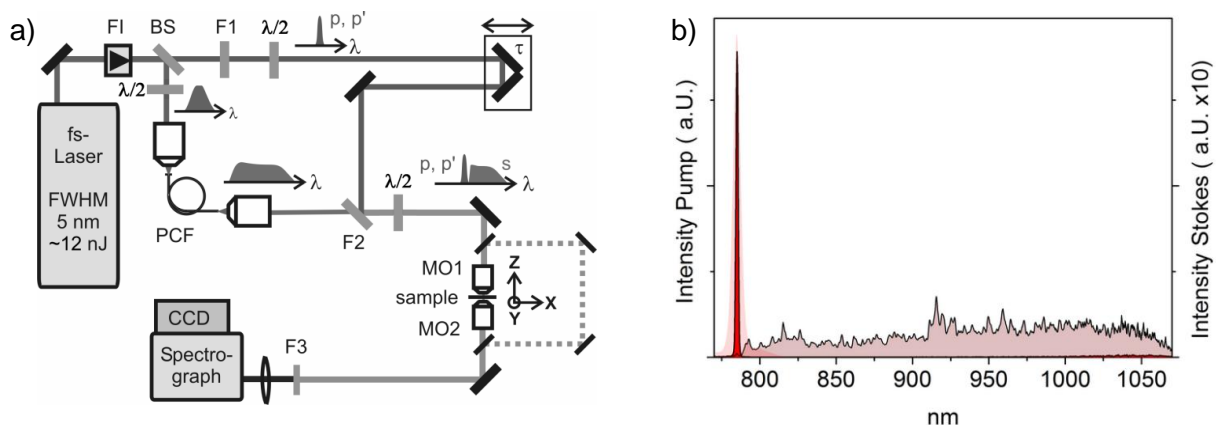 a)
FI
BS
F1
λ/2
p, p'
λ
τ
λ/2
λ
fs-
Laser
FWHM
5 nm
~12 nJ
PCF
λ
F2
λ/2
p, p'
s
λ
MO1
sample
MO2
Z
X
Y
CCD
Spectro-
graph
F3
b)
Intensity Pump ( a.U.)
Intensity Stokes ( a.U. x10)
800
850
900
950
1000
1050
nm